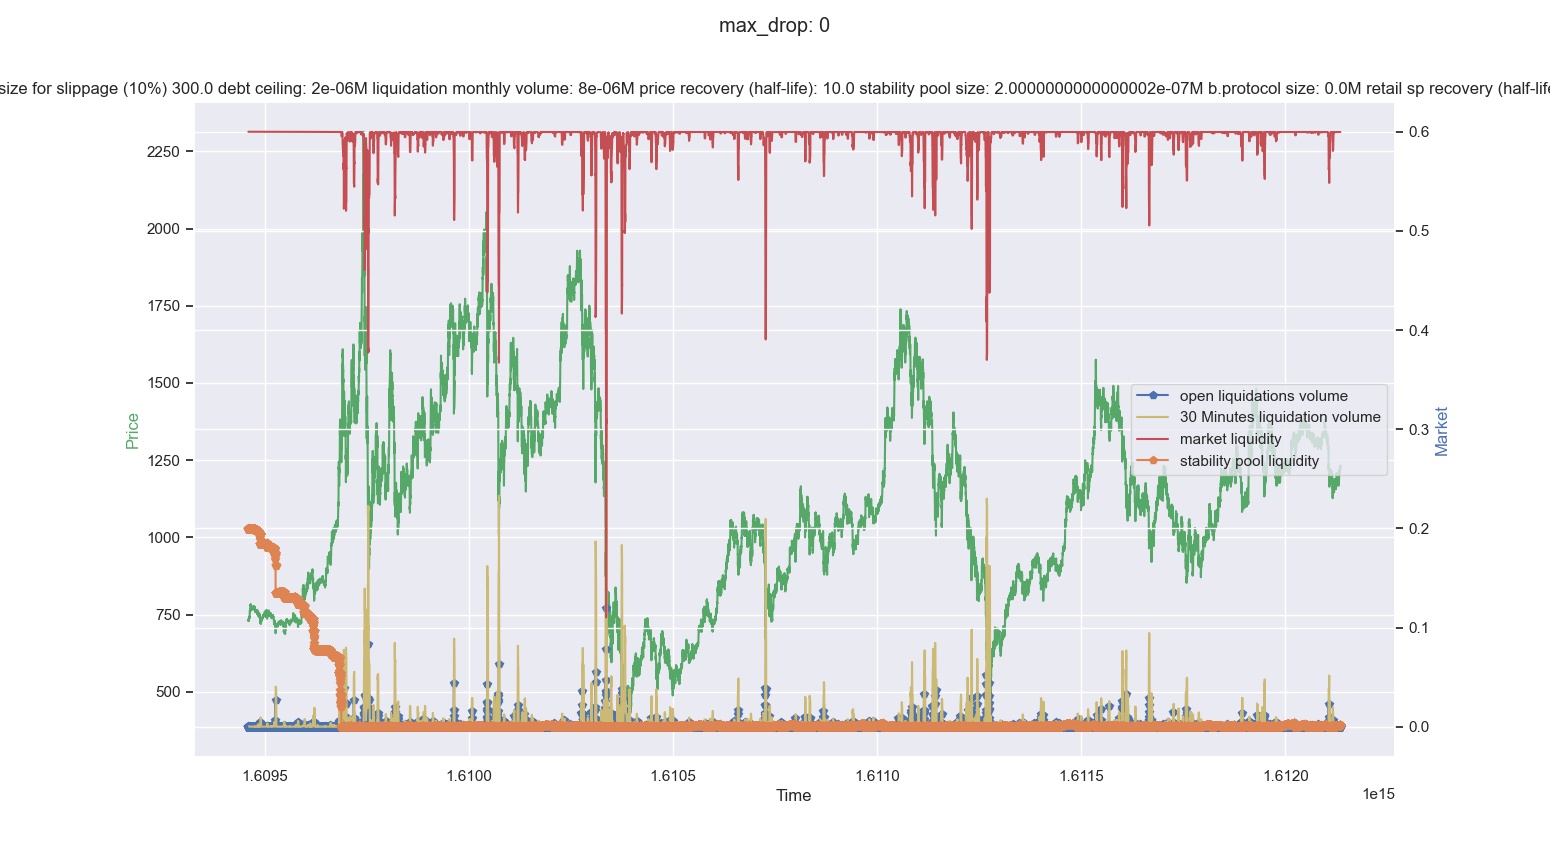 max_drop: 0
size for slippage (10%) 300.0 debt ceiling: 2e-06M liquidation monthly volume: 8e-06M price recovery (half-life): 10.0 stability pool size: 2.0000000000000002e-07M b.protocol size: 0.0M retail sp recovery (half-life
2250
2000
1750
1500
1250
1000
750
500
Price
0.6
0.5
0.4
0.3
0.2
0.1
0.0
Market
open liquidations volume
30 Minutes liquidation volume
market liquidity
stability pool liquidity
1.6095 1.6100 1.6105 1.6110 1.6115 1.6120
Time
1e15